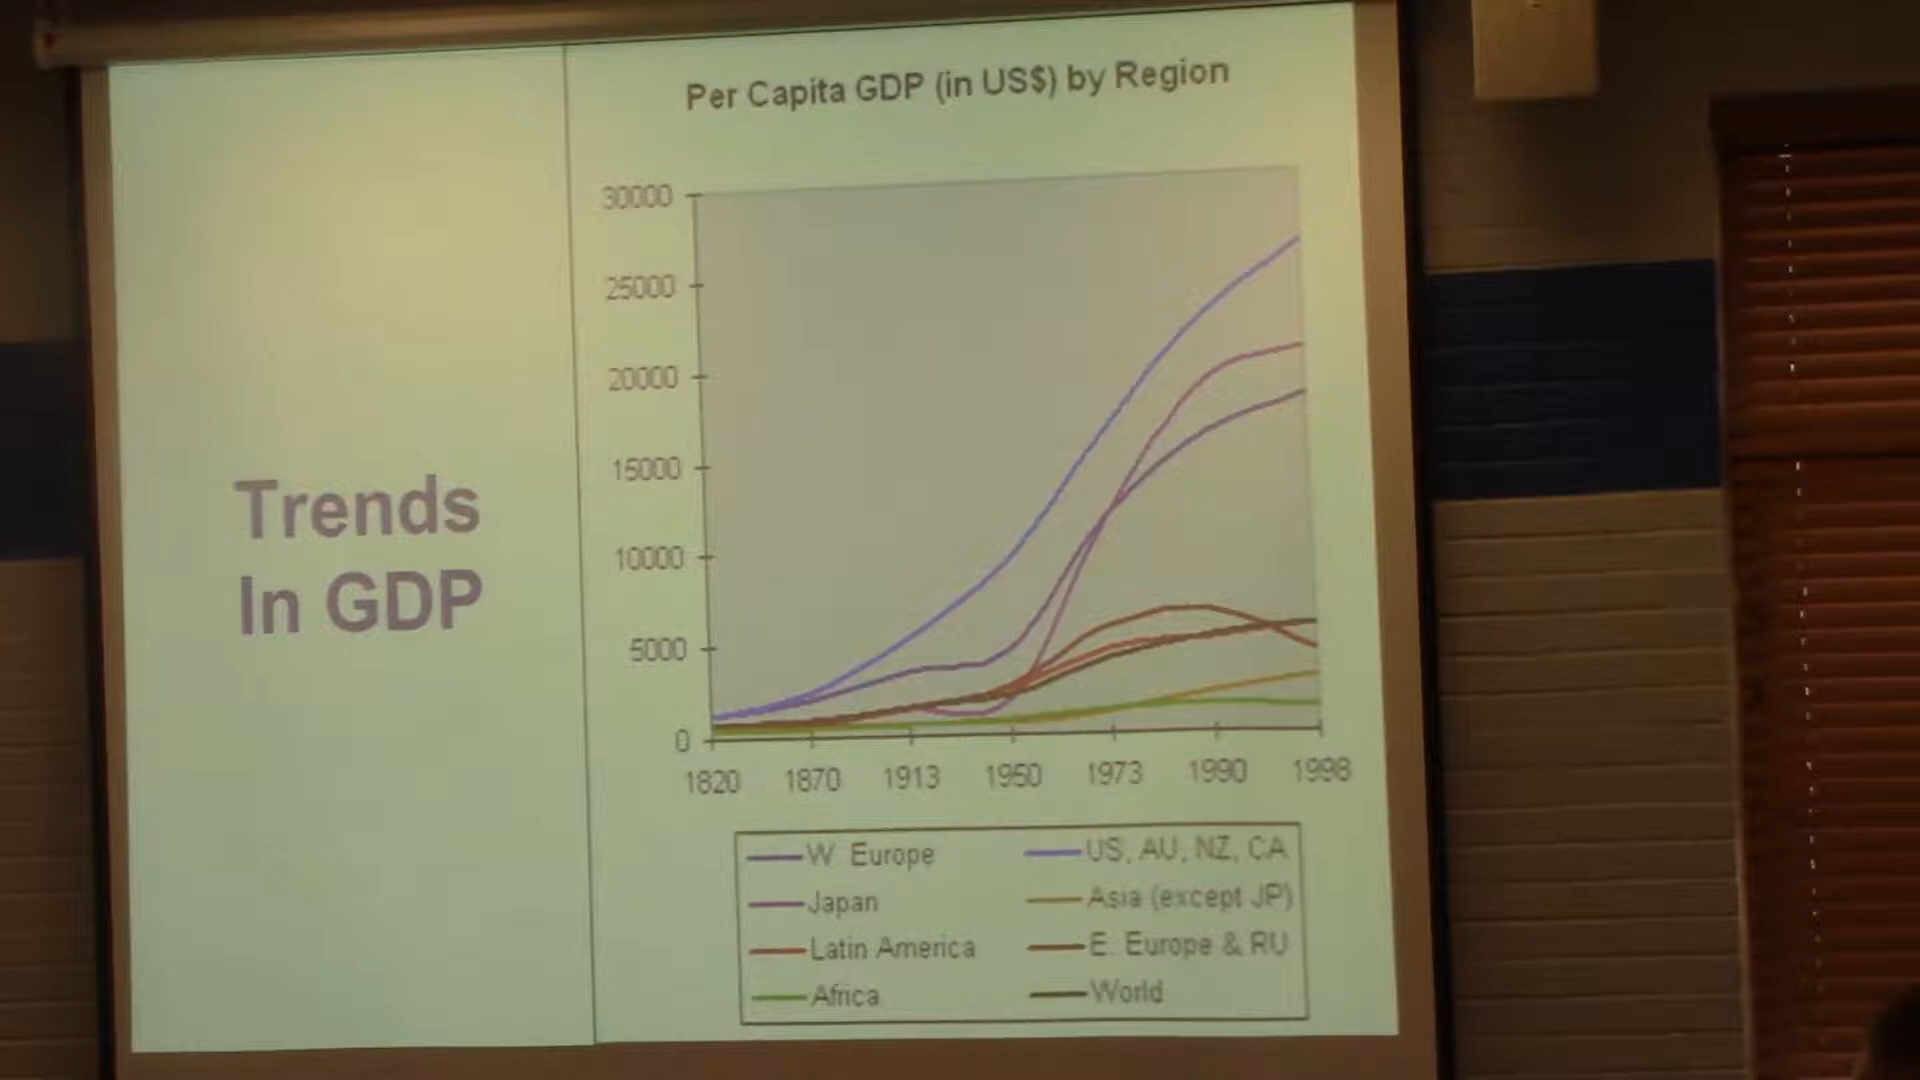 Trends
In GDP
Per Capita GDP (in US$) by Region
30000
25000
20000
15000
10000
5000
0
1820 1870 1913 1950 1973 1990 1998
W. Europe US, AU, NZ, CA
Japan Asia (except JP)
Latin America E. Europe & RU
Africa World